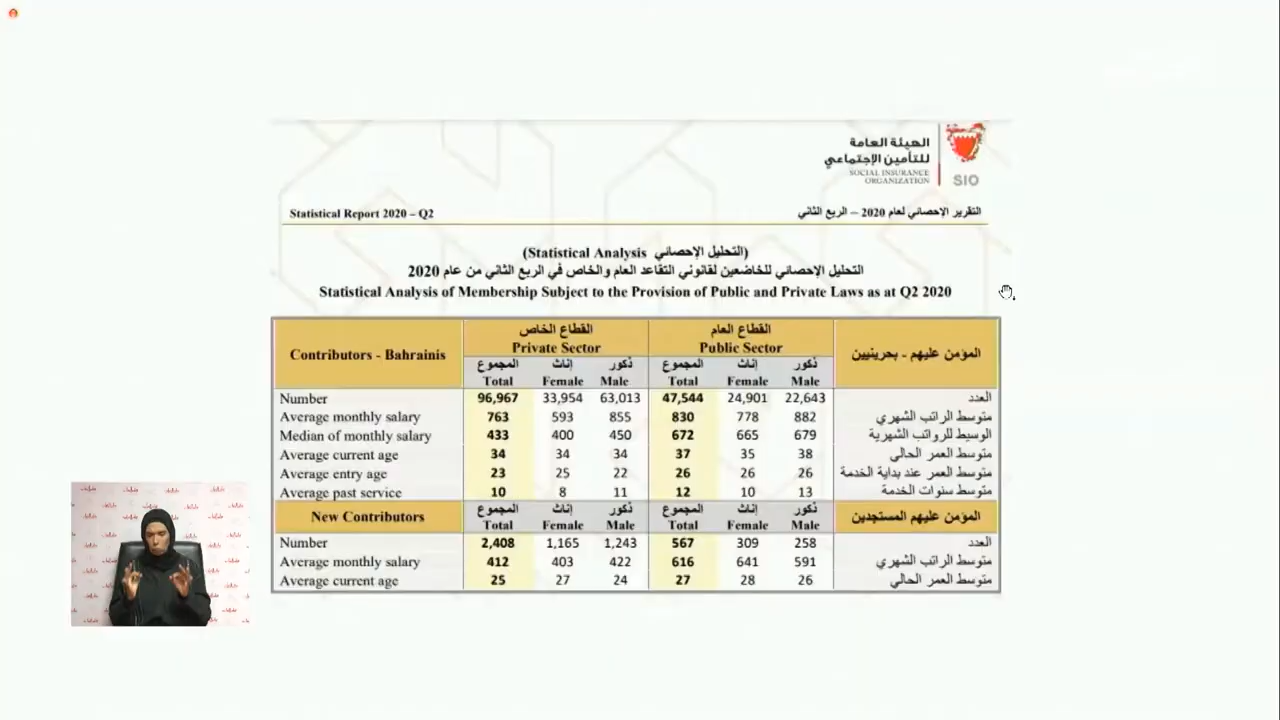 الهيئة العامة
للتأمين الإجتماعي
SOCIAL INSURANCE
ORGANIZATION
SIO
Statistical Report 2020 – Q2 التقرير الإحصائي لعام 2020 – الربع الثاني
(التحليل الإحصائي Statistical Analysis)
التحليل الإحصائي للخاضعين لقانوني التقاعد العام والخاص في الربع الثاني من عام 2020
Statistical Analysis of Membership Subject to the Provision of Public and Private Laws as at Q2 2020
Contributors - Bahrainis القطاع الخاص القطاع العام المؤمن عليهم - بحرينيين
Private Sector Public Sector
المجموع إناث ذكور المجموع إناث ذكور
Total Female Male Total Female Male
Number 96,967 33,954 63,013 47,544 24,901 22,643 العدد
Average monthly salary 763 593 855 830 778 882 متوسط الراتب الشهري
Median of monthly salary 433 400 450 672 665 679 الوسيط للرواتب الشهرية
Average current age 34 34 34 37 35 38 متوسط العمر الحالي
Average entry age 23 25 22 26 26 26 متوسط العمر عند بداية الخدمة
Average past service 10 8 11 12 10 13 متوسط سنوات الخدمة
New Contributors المجموع إناث ذكور المجموع إناث ذكور المؤمن عليهم المستجدين
Total Female Male Total Female Male
Number 2,408 1,165 1,243 567 309 258 العدد
Average monthly salary 412 403 422 616 641 591 متوسط الراتب الشهري
Average current age 25 27 24 27 28 26 متوسط العمر الحالي